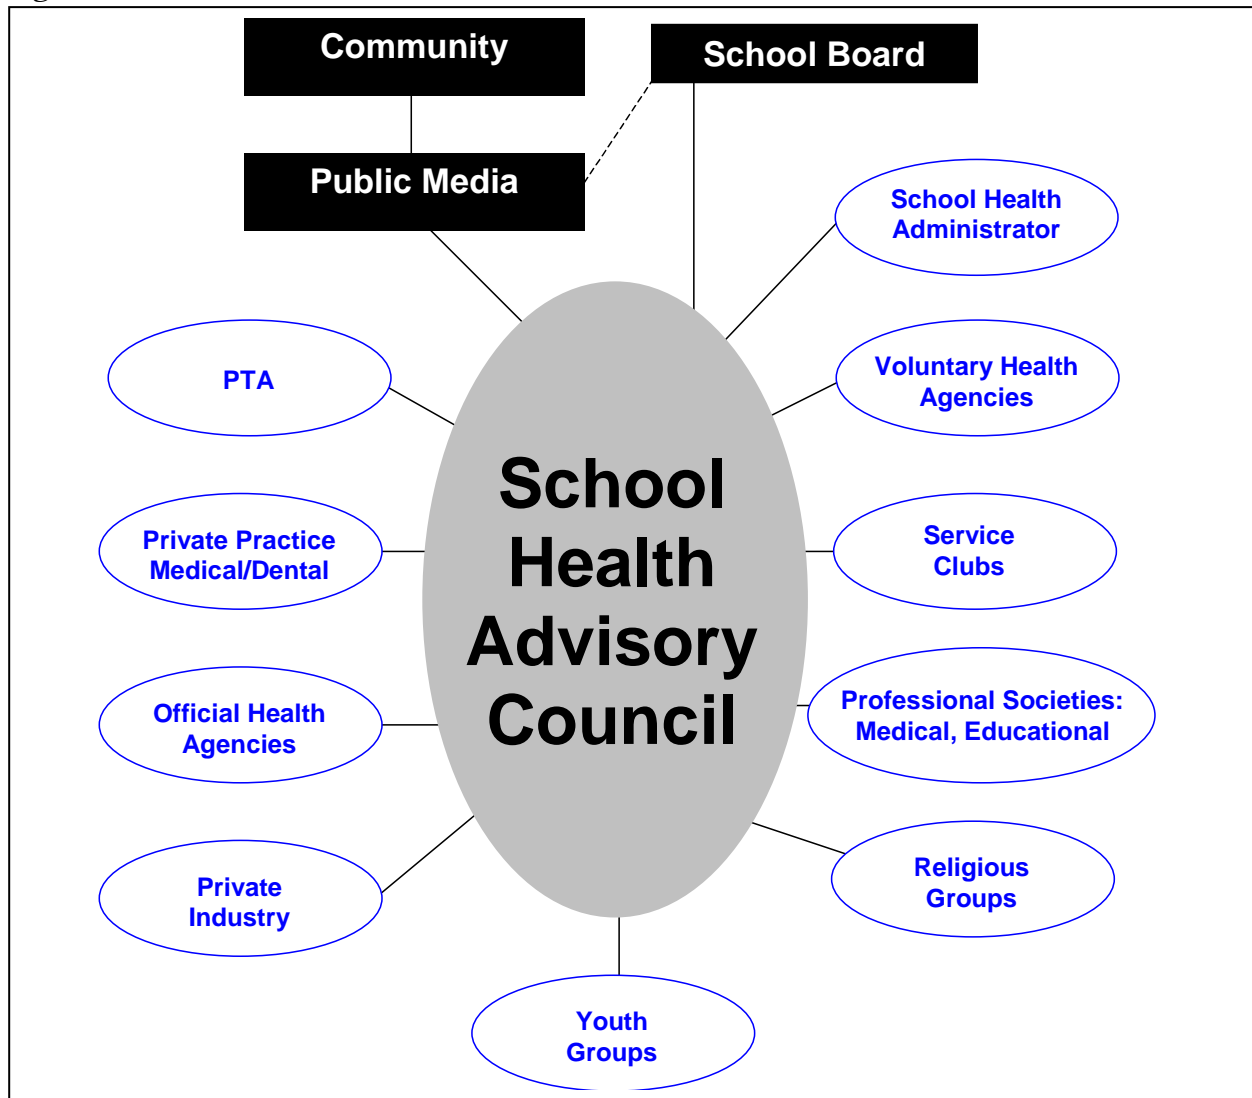 Community
School Board
Public Media
School Health
Administrator
PTA
Voluntary Health
Agencies
School
Health
Advisory
Council
Private Practice
Medical/Dental
Service
Clubs
Official Health
Agencies
Professional Societies:
Medical, Educational
Private
Industry
Religious
Groups
Youth
Groups